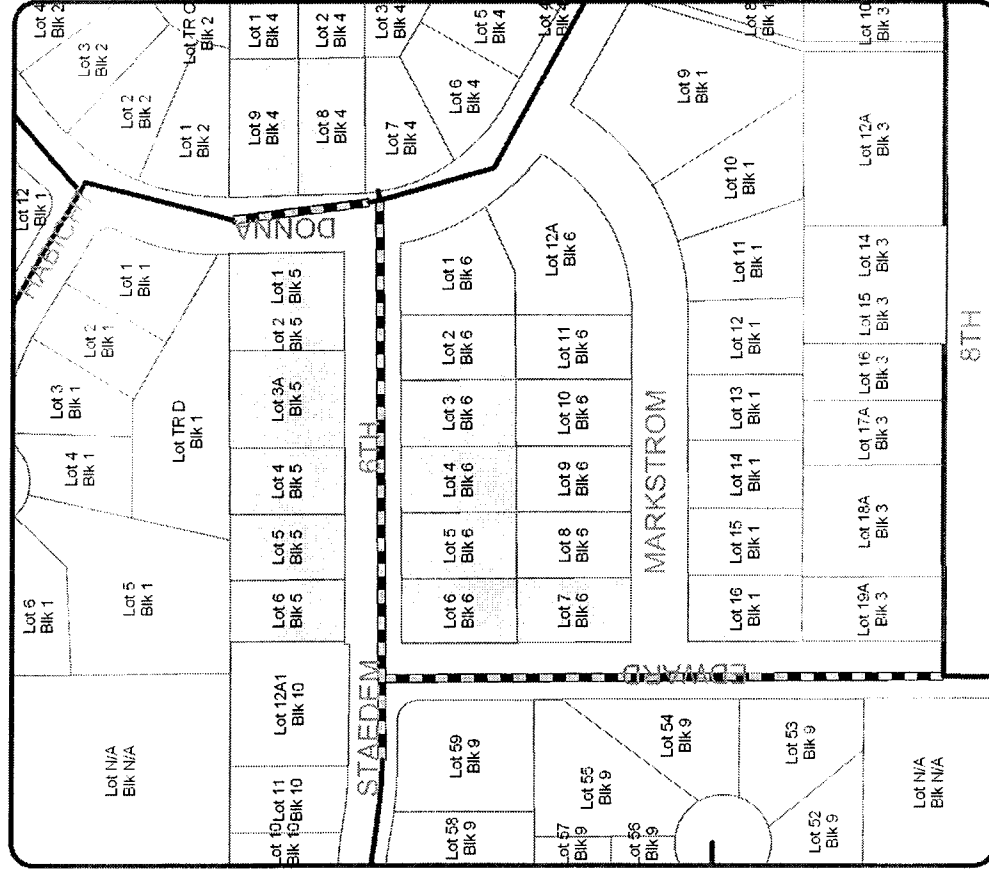 Lot 4
Blk 2
Lot 3
Blk 2
Lot TR C
Blk 2
Lot 2
Blk 2
Lot 1
Blk 2
Lot 1
Blk 4
Lot 2
Blk 4
Lot 3
Blk 4
Lot 5
Blk 4
Lot 9
Blk 4
Lot 8
Blk 4
Lot 7
Blk 4
Lot 6
Blk 4
Lot 8
Blk 1
Lot 10
Blk 3
Lot 9
Blk 1
Lot 12A
Blk 3
Lot 10
Blk 1
Lot 12
Blk 1
DONNA
Lot 1
Blk 1
Lot 2
Blk 1
Lot 3
Blk 1
Lot 4
Blk 1
Lot TR D
Blk 1
Lot 6
Blk 1
Lot 5
Blk 1
Lot 1
Blk 5
Lot 2
Blk 5
Lot 3A
Blk 5
Lot 4
Blk 5
Lot 5
Blk 5
Lot 6
Blk 5
6TH
Lot 1
Blk 6
Lot 12A
Blk 6
Lot 2
Blk 6
Lot 11
Blk 6
Lot 3
Blk 6
Lot 10
Blk 6
Lot 4
Blk 6
Lot 9
Blk 6
Lot 5
Blk 6
Lot 8
Blk 6
Lot 6
Blk 6
Lot 7
Blk 6
MARKSTROM
Lot 11
Blk 1
Lot 12
Blk 1
Lot 13
Blk 1
Lot 14
Blk 1
Lot 15
Blk 1
Lot 16
Blk 1
Lot 14
Blk 3
Lot 15
Blk 3
Lot 16
Blk 3
Lot 17A
Blk 3
Lot 18A
Blk 3
Lot 19A
Blk 3
8TH
EDWARD
STAEDEM
Lot N/A
Blk N/A
Lot 12A1
Blk 10
Lot 11
Blk 10
Lot 10
Blk 10
Lot 59
Blk 9
Lot 58
Blk 9
Lot 54
Blk 9
Lot 55
Blk 9
Lot 57
Blk 9
Lot 56
Blk 9
Lot 53
Blk 9
Lot 52
Blk 9
Lot N/A
Blk N/A